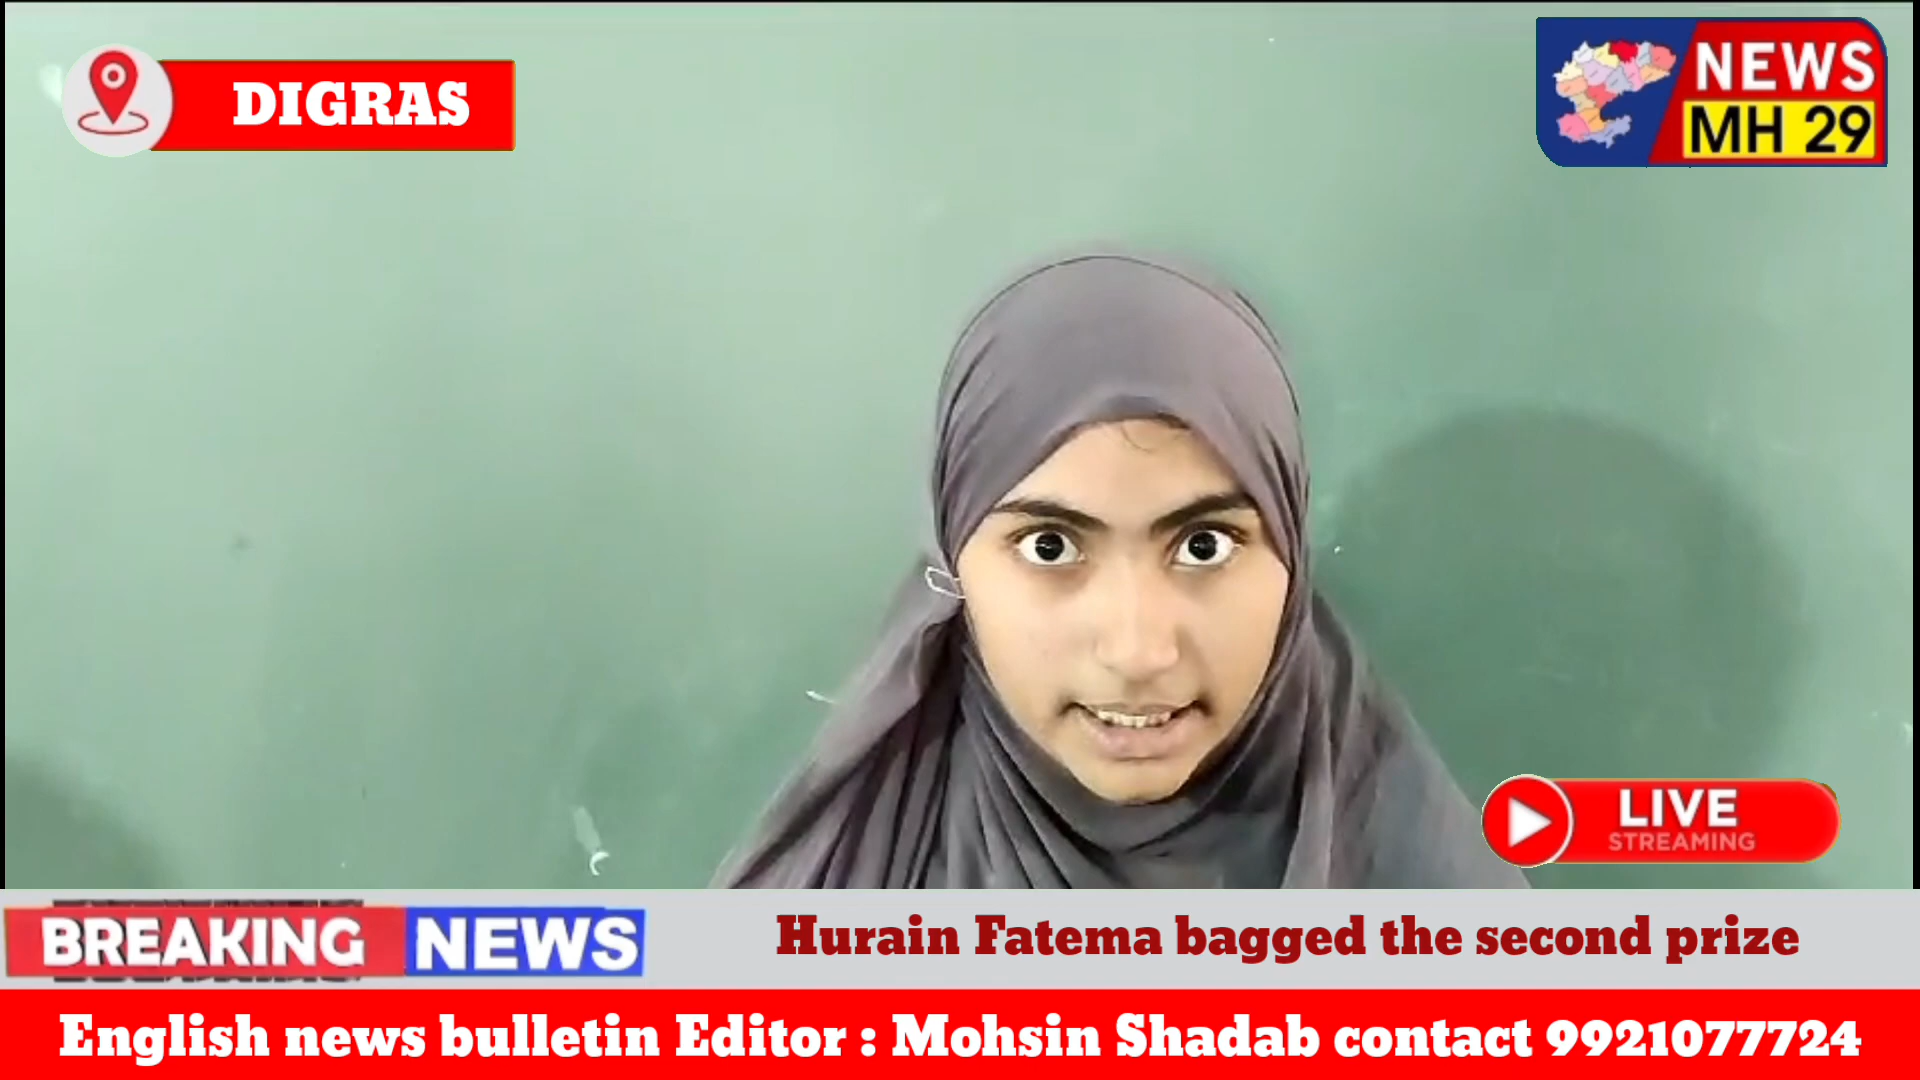 DIGRAS
NEWS
MH 29
LIVE
STREAMING
BREAKING NEWS
Hurain Fatema bagged the second prize
English news bulletin Editor : Mohsin Shadab contact 9921077724